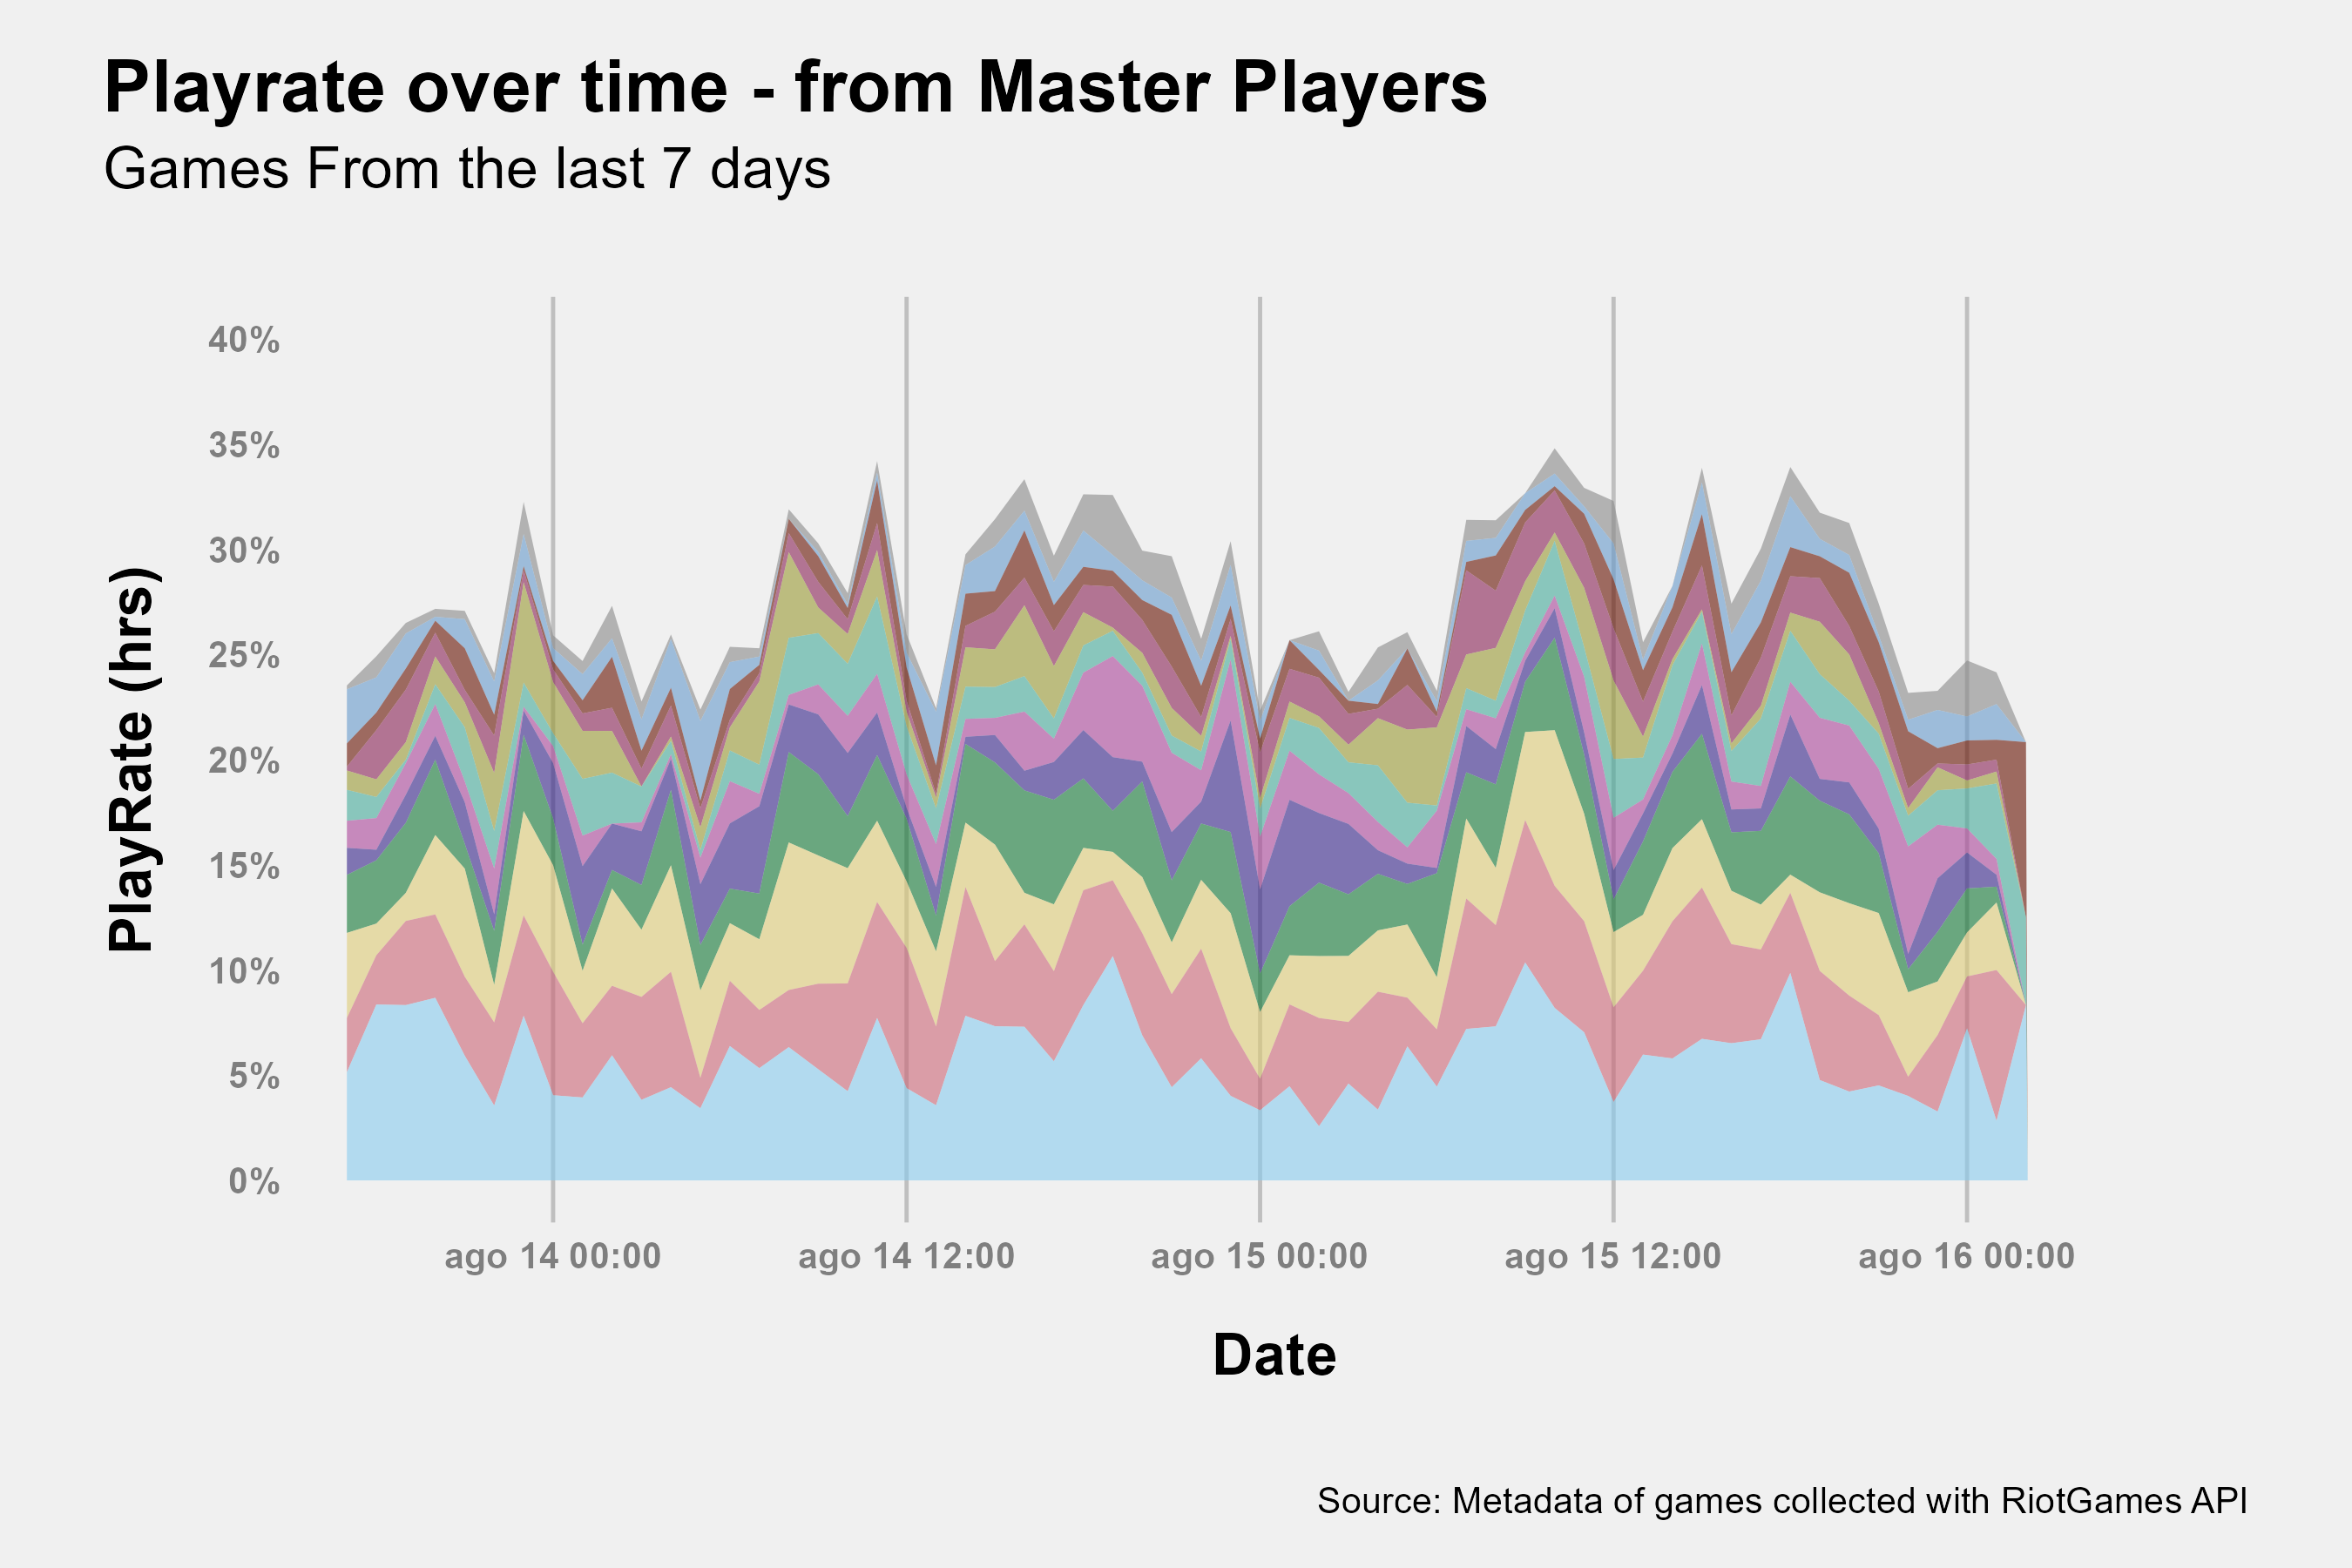 Playrate over time - from Master Players
Games From the last 7 days
PlayRate (hrs)
40%
35%
30%
25%
20%
15%
10%
5%
0%
ago 14 00:00 ago 14 12:00 ago 15 00:00 ago 15 12:00 ago 16 00:00
Date
Source: Metadata of games collected with RiotGames API